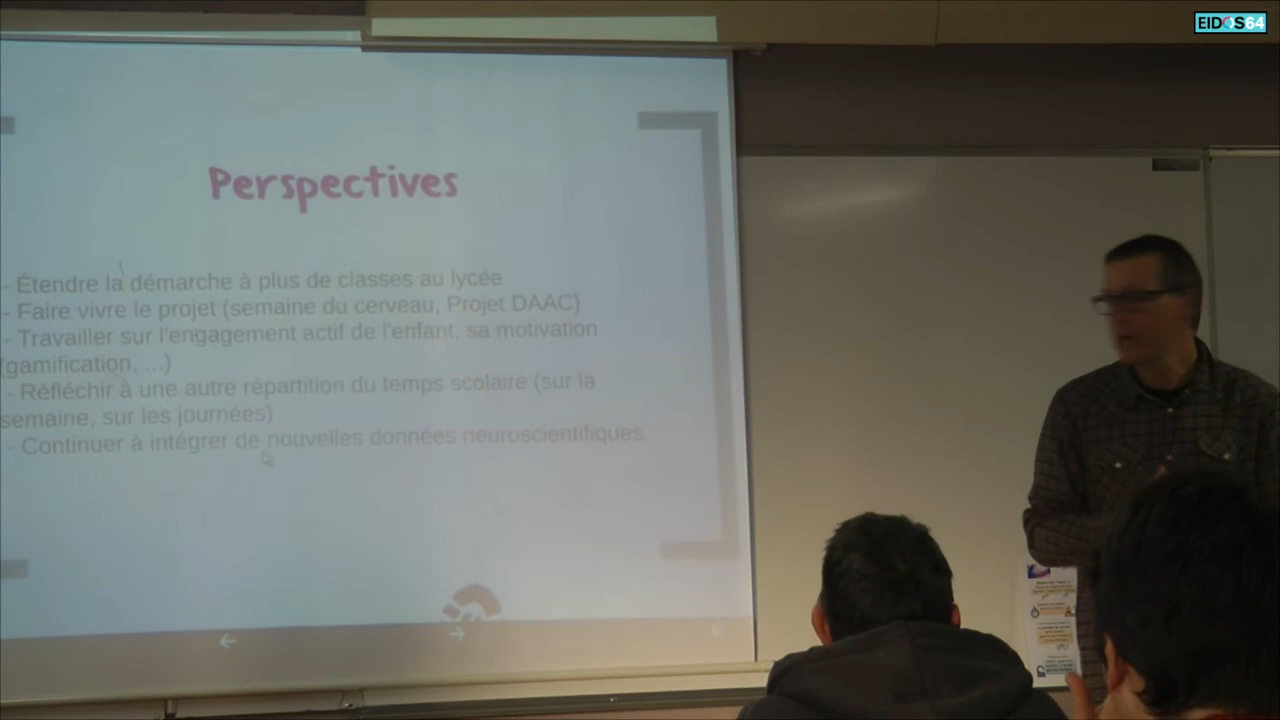 EIDOS64
Perspectives
- Étendre la démarche à plus de classes au lycée
- Faire vivre le projet (semaine du cerveau, Projet DAAC)
- Travailler sur l'engagement actif de l'enfant, sa motivation
(gamification, ...)
- Réfléchir à une autre répartition du temps scolaire (sur la
semaine, sur les journées)
- Continuer à intégrer de nouvelles données neuroscientifiques